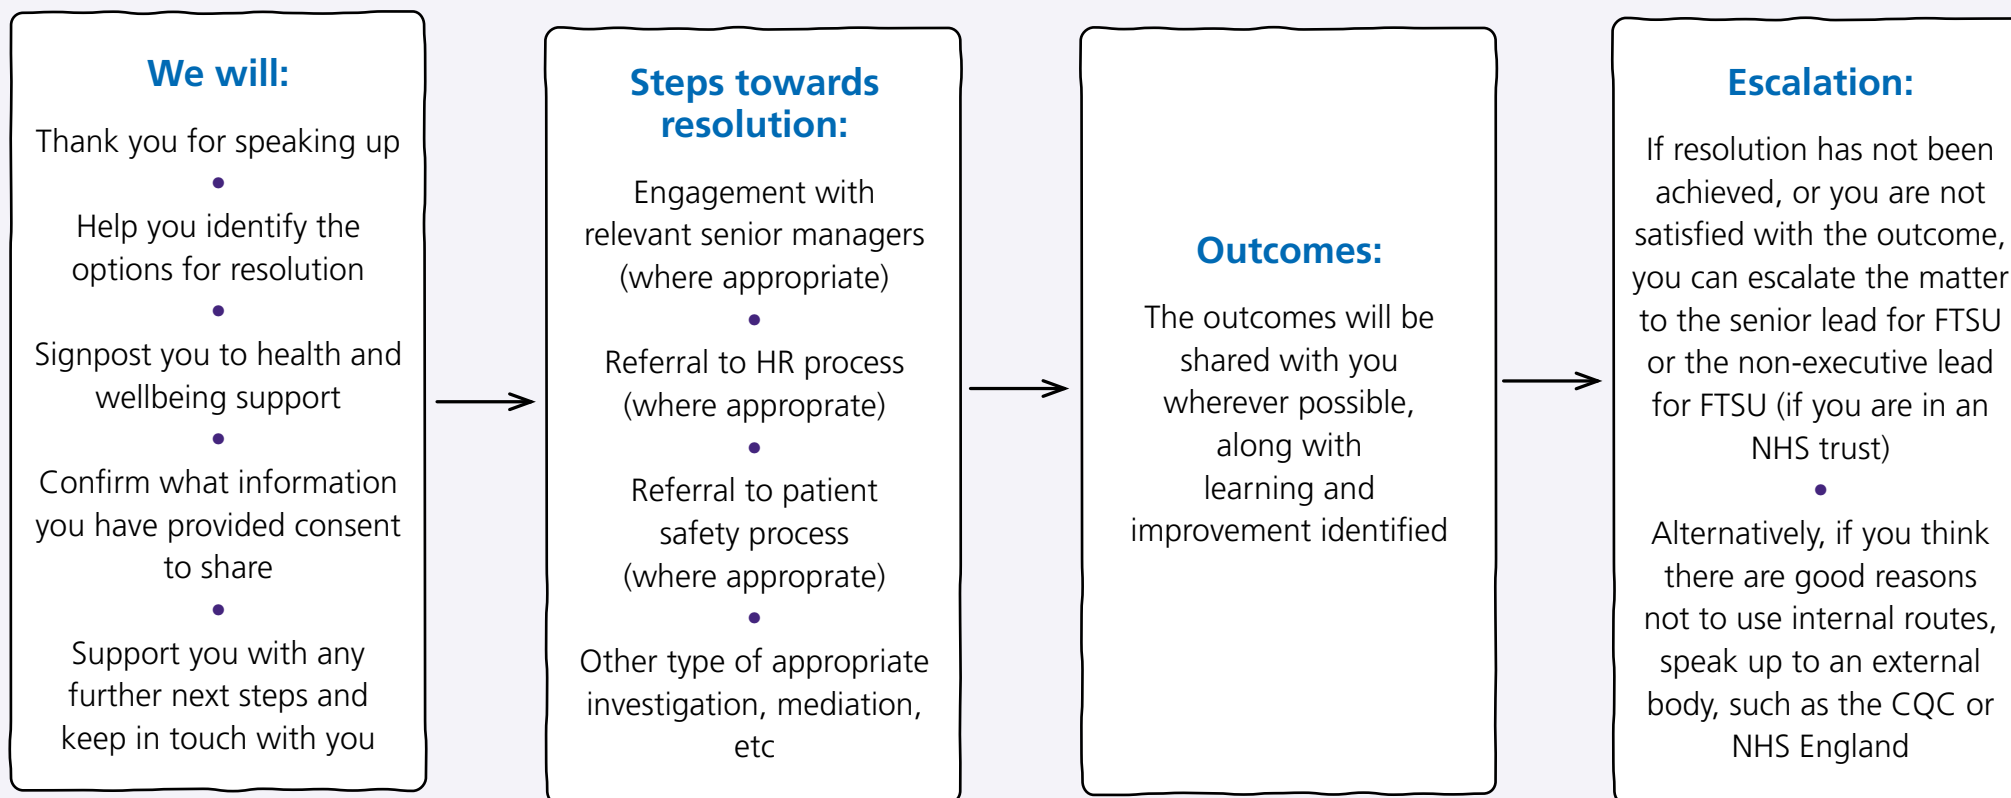 We will:
Thank you for speaking up
•
Help you identify the
options for resolution
•
Signpost you to health and
wellbeing support
•
Confirm what information
you have provided consent
to share
•
Support you with any
further next steps and
keep in touch with you
Steps towards
resolution:
Engagement with
relevant senior managers
(where appropriate)
•
Referral to HR process
(where approprate)
•
Referral to patient
safety process
(where approprate)
•
Other type of appropriate
investigation, mediation,
etc
Outcomes:
The outcomes will be
shared with you
wherever possible,
along with
learning and
improvement identified
Escalation:
If resolution has not been
achieved, or you are not
satisfied with the outcome,
you can escalate the matter
to the senior lead for FTSU
or the non-executive lead
for FTSU (if you are in an
NHS trust)
•
Alternatively, if you think
there are good reasons
not to use internal routes,
speak up to an external
body, such as the CQC or
NHS England